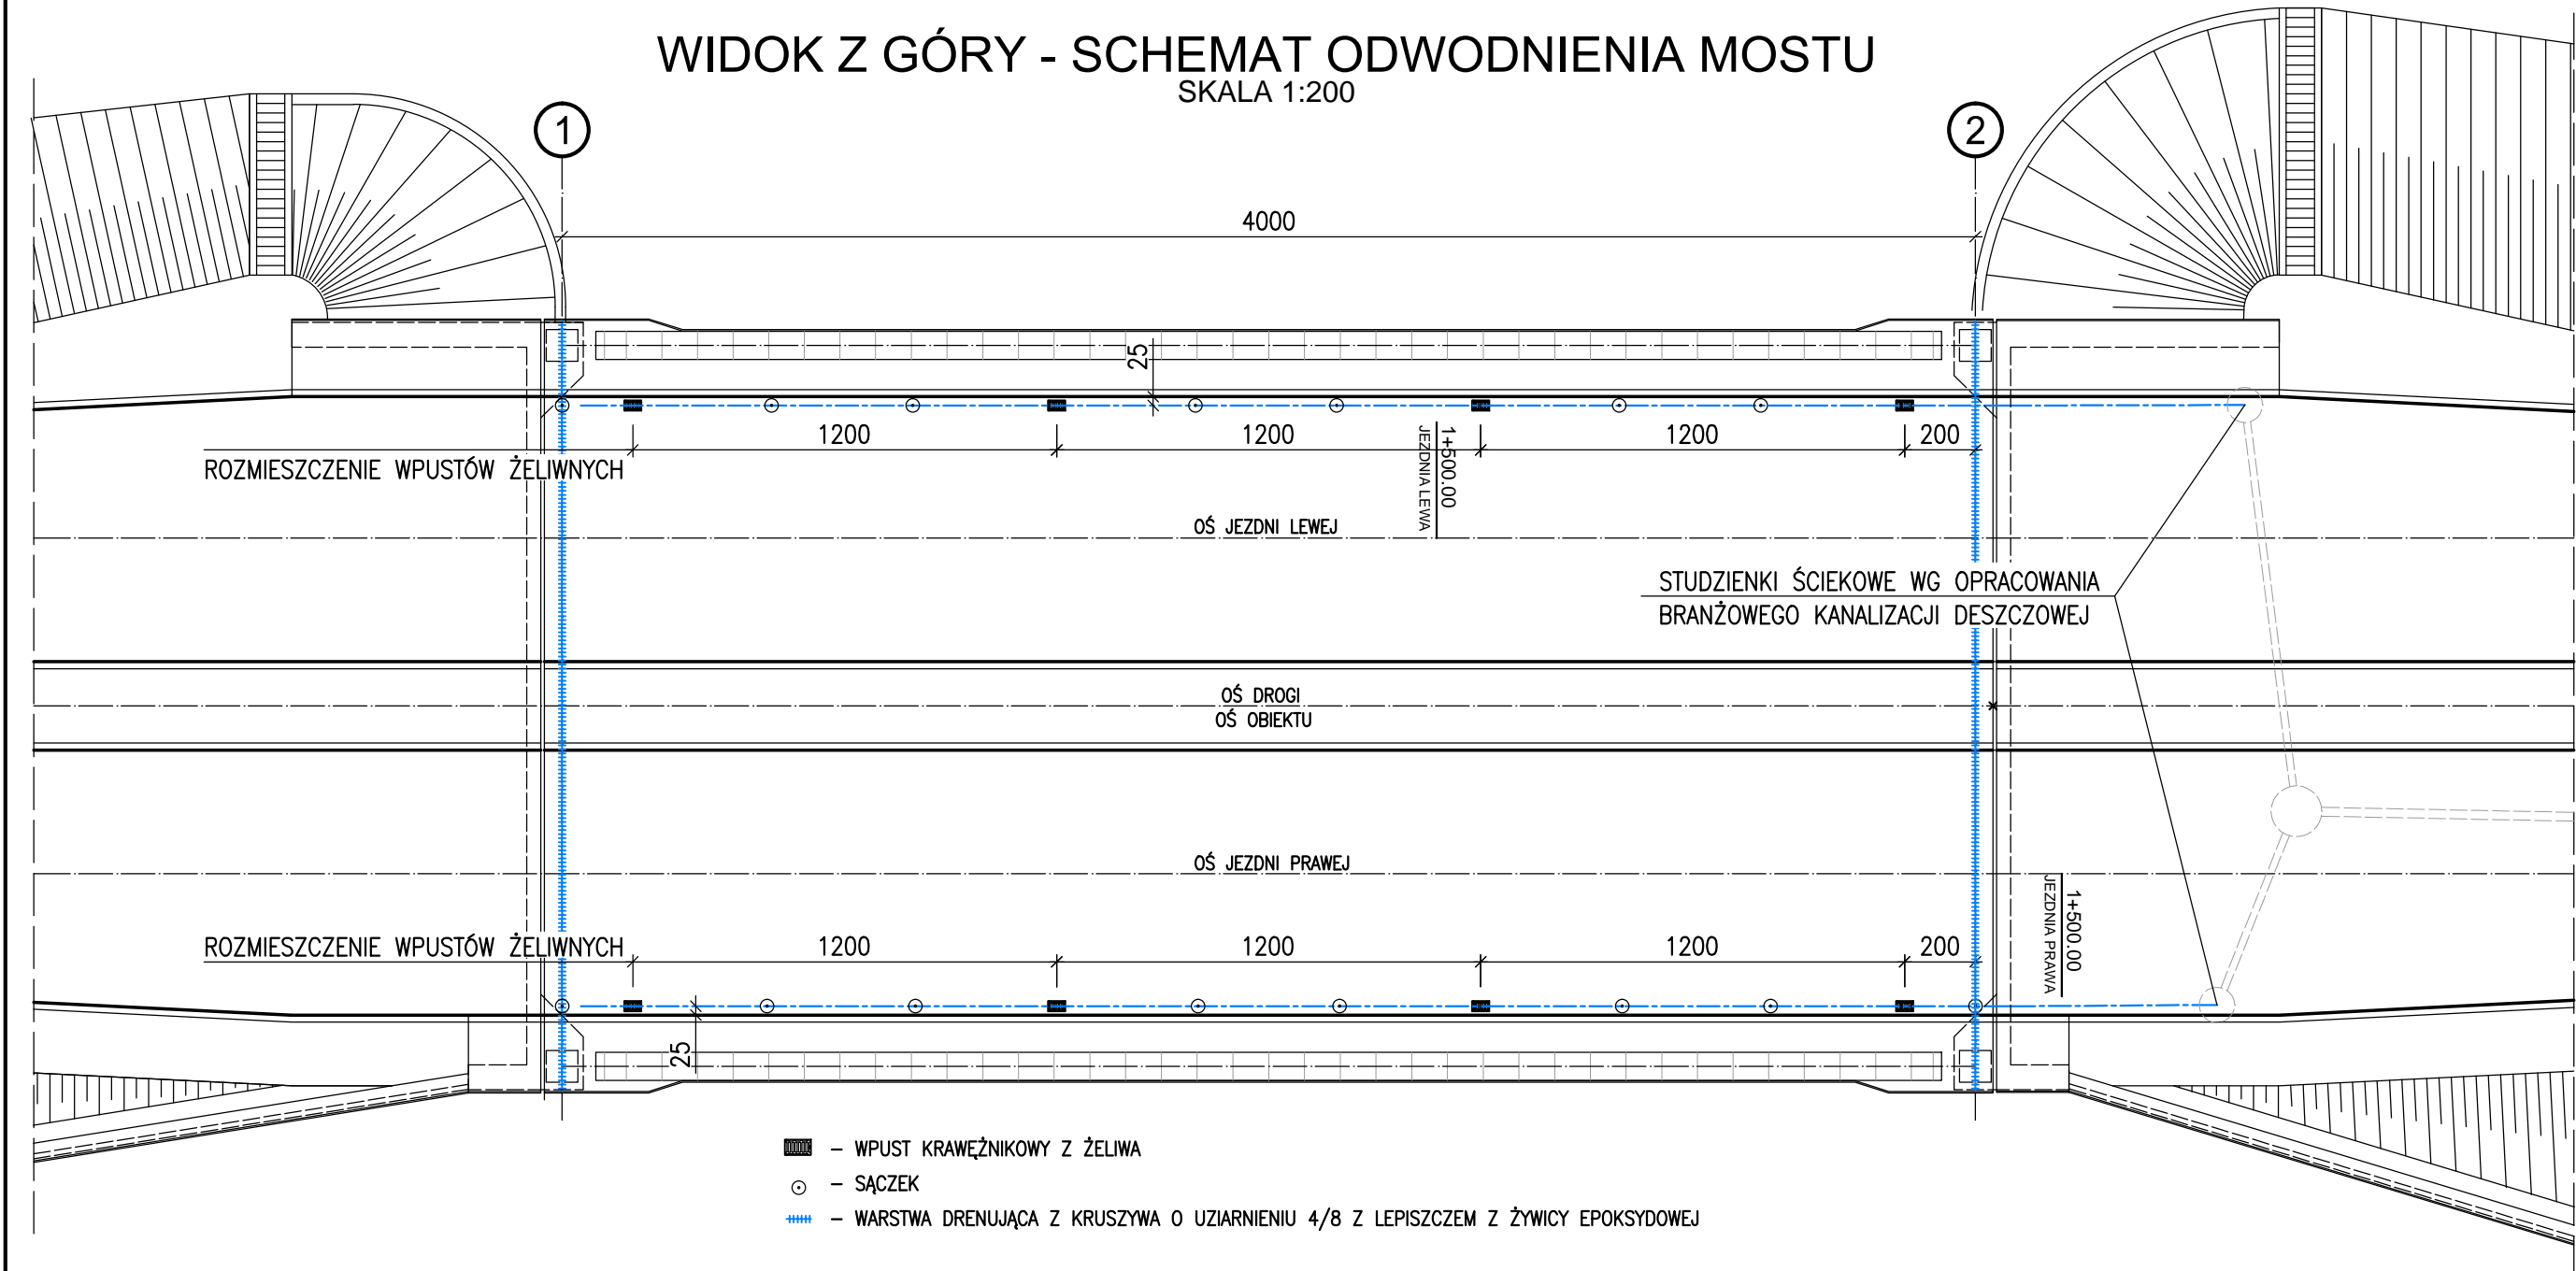 WIDOK Z GÓRY - SCHEMAT ODWODNIENIA MOSTU
SKALA 1:200
1
2
4000
25
1200
1200
1200
200
ROZMIESZCZENIE WPUSTÓW ŻELIWNYCH
1+500.00
JEZDNIA LEWA
OŚ JEZDNI LEWEJ
STUDZIENKI ŚCIEKOWE WG OPRACOWANIA
BRANŻOWEGO KANALIZACJI DESZCZOWEJ
OŚ DROGI
OŚ OBIEKTU
OŚ JEZDNI PRAWEJ
1+500.00
JEZDNIA PRAWA
ROZMIESZCZENIE WPUSTÓW ŻELIWNYCH
1200
1200
1200
200
25
– WPUST KRAWĘŻNIKOWY Z ŻELIWA
– SĄCZEK
– WARSTWA DRENUJĄCA Z KRUSZYWA O UZIARNIENIU 4/8 Z LEPISZCZEM Z ŻYWICY EPOKSYDOWEJ